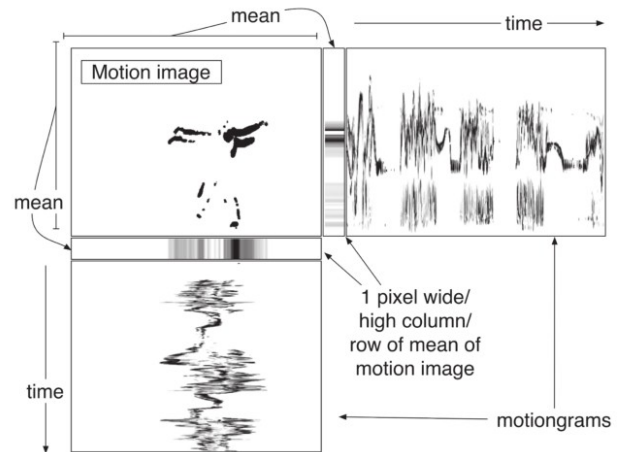 mean
time
Motion image
mean
1 pixel wide/
high column/
row of mean of
motion image
time
motiongrams